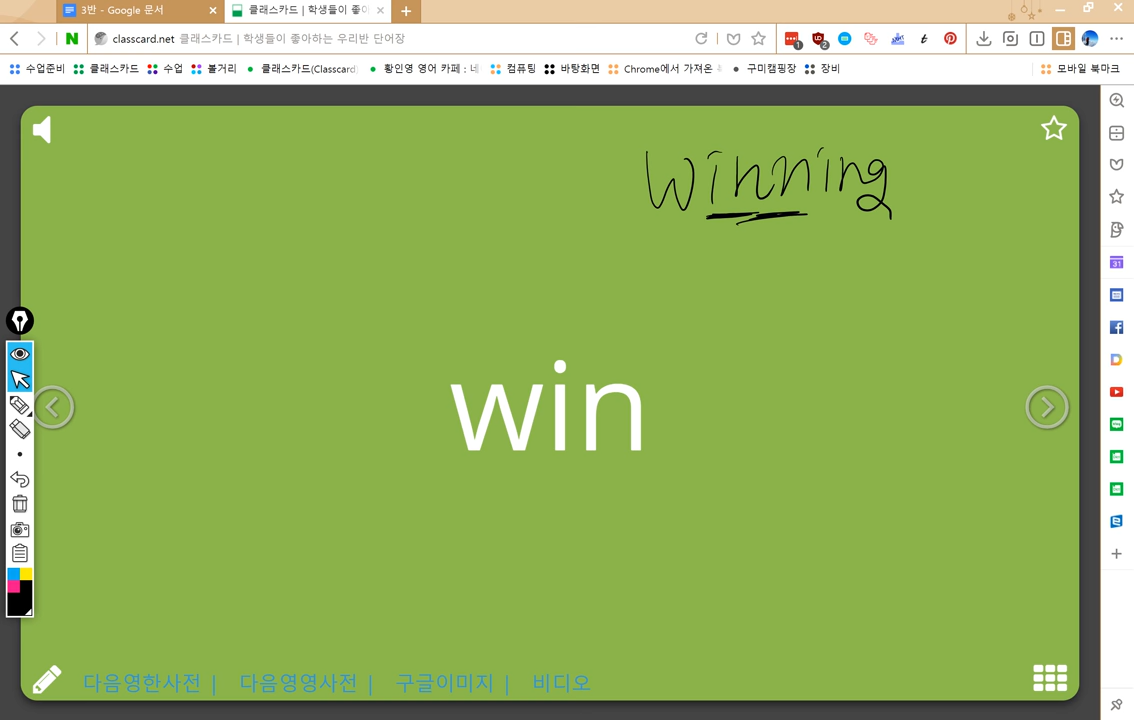 3반 - Google 문서
클래스카드 | 학생들이 좋아
classcard.net 클래스카드 | 학생들이 좋아하는 우리반 단어장
수업준비 클래스카드 수업 볼거리 클래스카드(Classcard) 황인영 영어 카페 : 네 컴퓨팅 바탕화면 Chrome에서 가져온 구미캠핑장 장비 모바일 북마크
winning
win
다음영한사전 | 다음영영사전 | 구글이미지 | 비디오